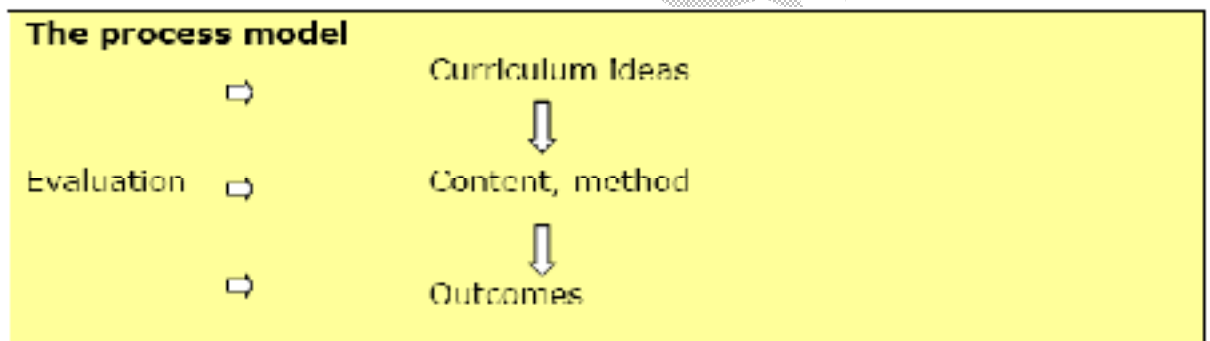 The process model
Curriculum ideas
Evaluation Content, method
Outcomes